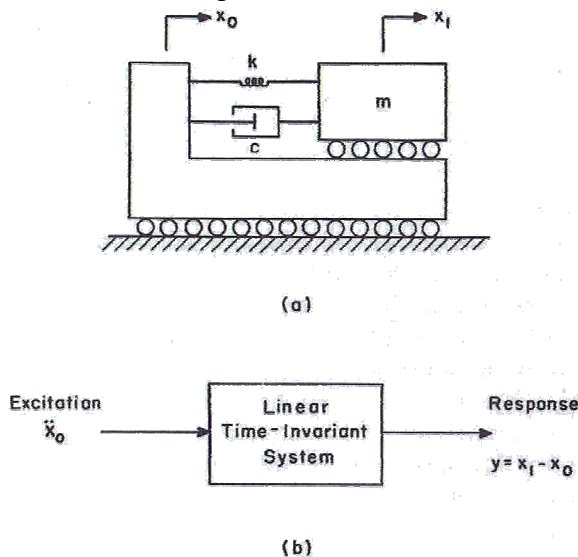 x₀ x₁
k
m
c
(a)
Excitation
ẍ₀
Linear
Time-Invariant
System
Response
y = x₁ - x₀
(b)